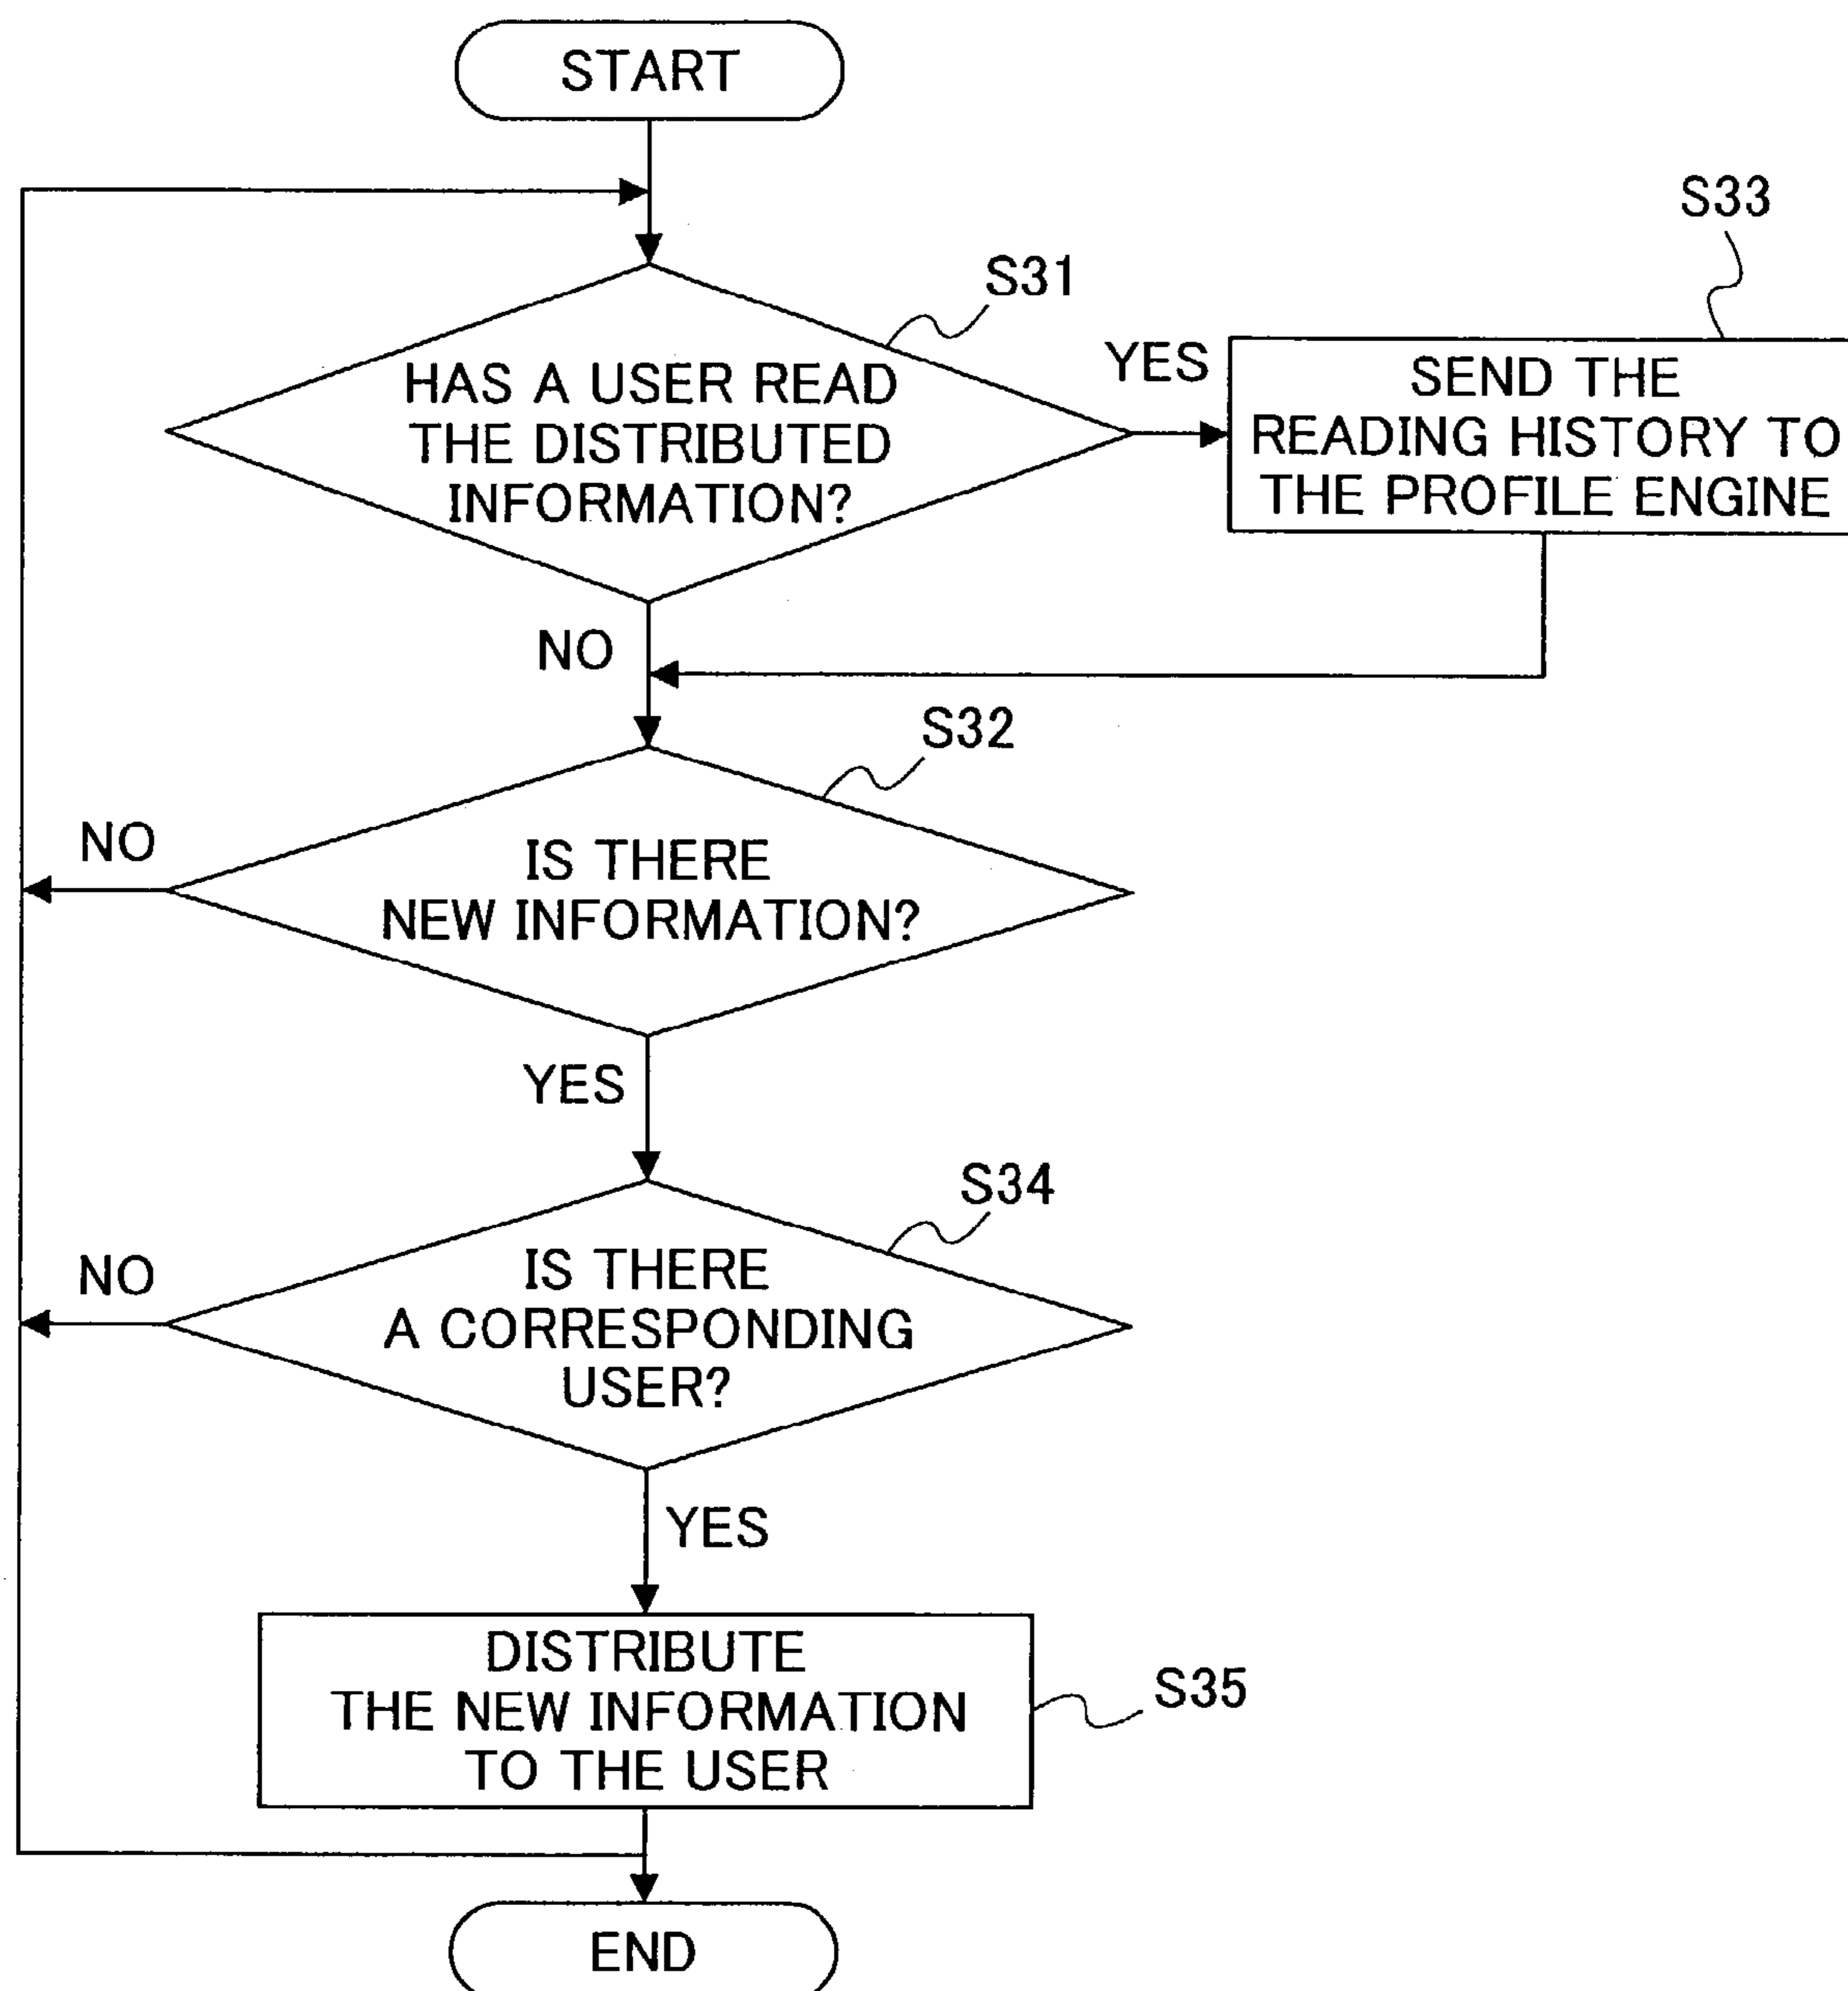 START
S33
S31
HAS A USER READ
THE DISTRIBUTED
INFORMATION?
YES
SEND THE
READING HISTORY TO
THE PROFILE ENGINE
NO
S32
NO
IS THERE
NEW INFORMATION?
YES
S34
NO
IS THERE
A CORRESPONDING
USER?
YES
DISTRIBUTE
THE NEW INFORMATION
TO THE USER
S35
END